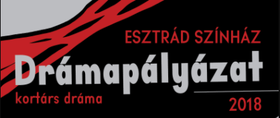 ESZTRÁD SZÍNHÁZ
Drámapályázat
kortárs dráma
2018